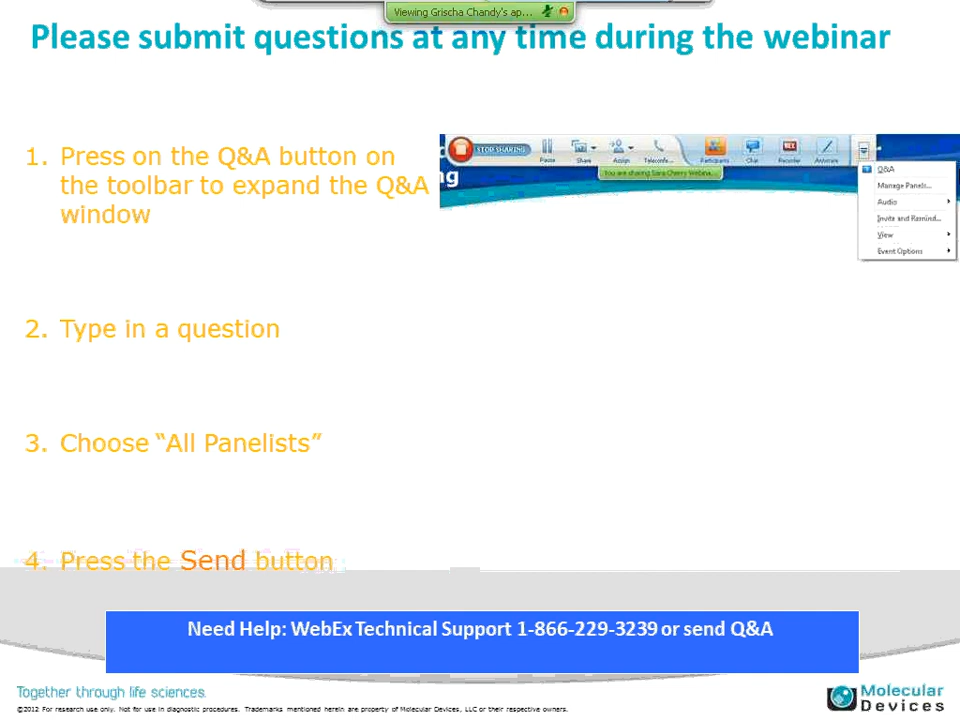 Viewing Grischa Chandy's ap...
Please submit questions at any time during the webinar
1. Press on the Q&A button on
the toolbar to expand the Q&A
window
STOP SHARING
Pause Share Assign Teleconfe... Participants Chat Recorder Annotate
You are sharing Sara Cherry Webina...
ng
Q&A
Manage Panels...
Audio
Invite and Remind...
View
Event Options
2. Type in a question
3. Choose “All Panelists”
4. Press the Send button
Need Help: WebEx Technical Support 1-866-229-3239 or send Q&A
Together through life sciences.
©2012 For research use only. Not for use in diagnostic procedures. Trademarks mentioned herein are property of Molecular Devices, LLC or their respective owners.
Molecular
Devices